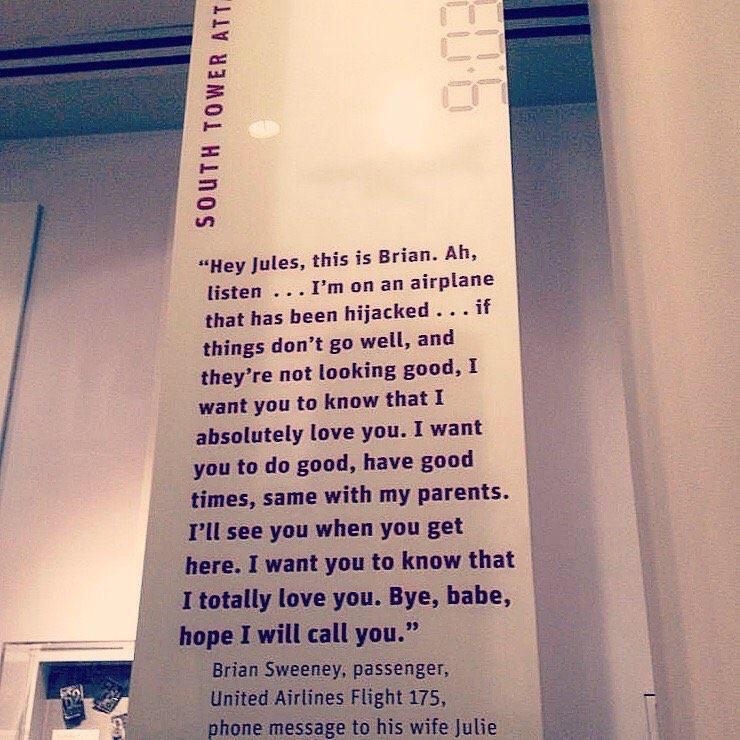 SOUTH TOWER ATT
9:03
“Hey Jules, this is Brian. Ah,
listen ... I’m on an airplane
that has been hijacked ... if
things don’t go well, and
they’re not looking good, I
want you to know that I
absolutely love you. I want
you to do good, have good
times, same with my parents.
I’ll see you when you get
here. I want you to know that
I totally love you. Bye, babe,
hope I will call you.”
Brian Sweeney, passenger,
United Airlines Flight 175,
phone message to his wife Julie